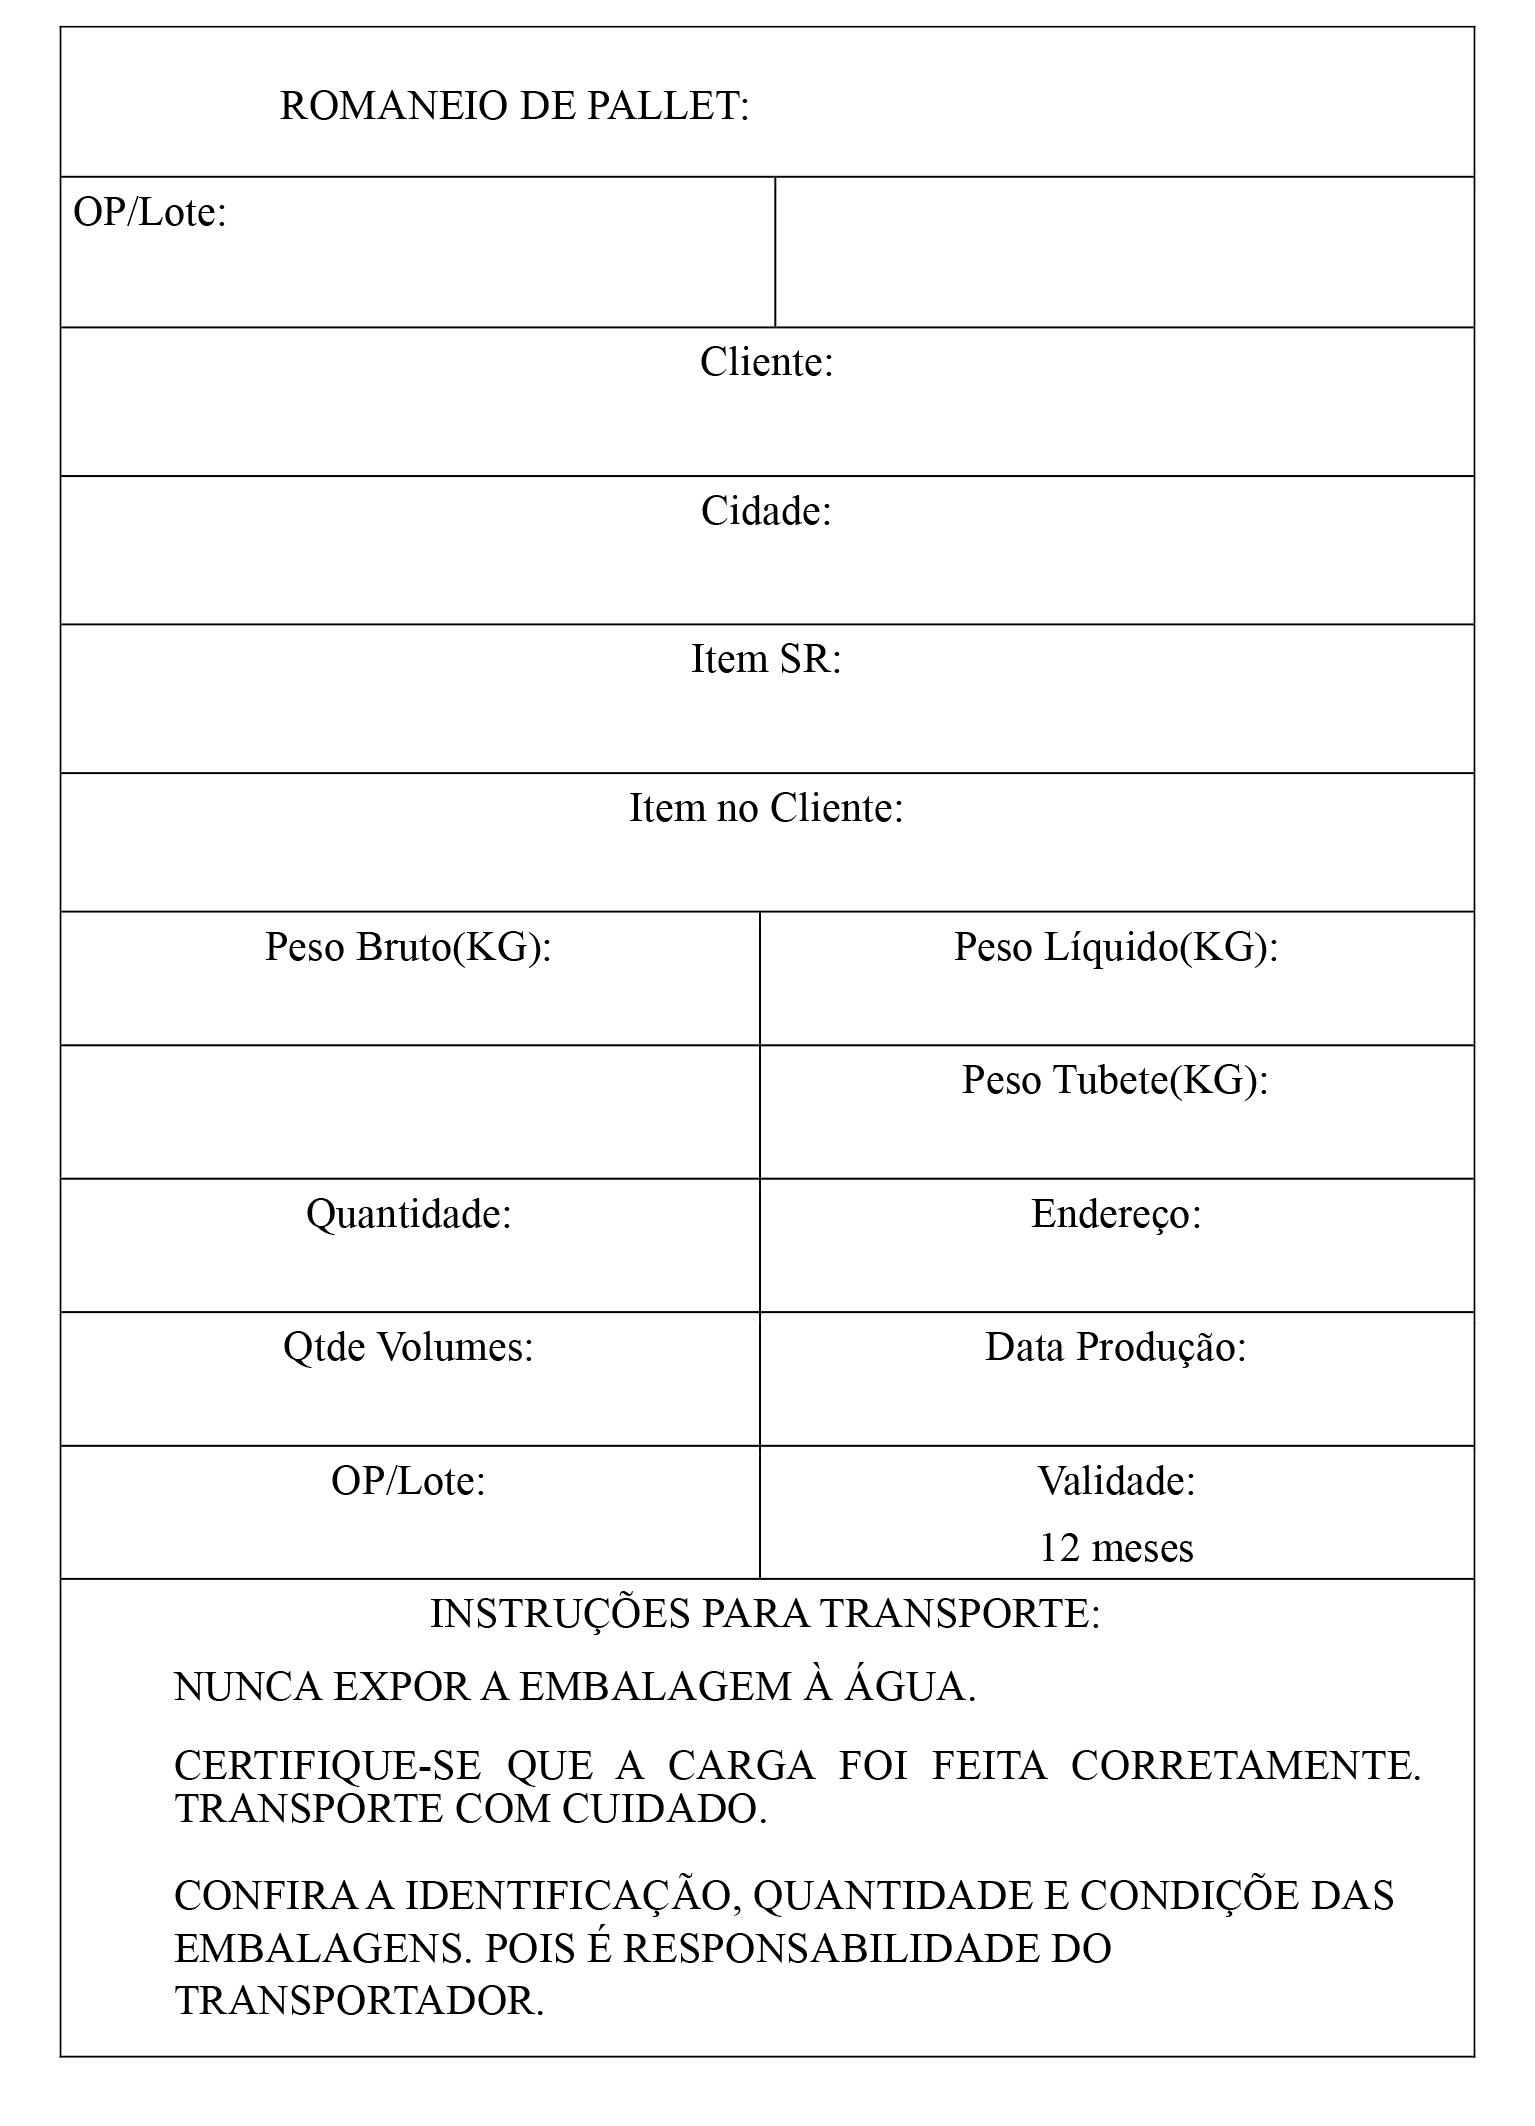 ROMANEIO DE PALLET:
OP/Lote:
Cliente:
Cidade:
Item SR:
Item no Cliente:
Peso Bruto(KG):
Peso Líquido(KG):
Peso Tubete(KG):
Quantidade:
Endereço:
Qtde Volumes:
Data Produção:
OP/Lote:
Validade:
12 meses
INSTRUÇÕES PARA TRANSPORTE:
NUNCA EXPOR A EMBALAGEM À ÁGUA.
CERTIFIQUE-SE QUE A CARGA FOI FEITA CORRETAMENTE.
TRANSPORTE COM CUIDADO.
CONFIRA A IDENTIFICAÇÃO, QUANTIDADE E CONDIÇÕE DAS
EMBALAGENS. POIS É RESPONSABILIDADE DO
TRANSPORTADOR.